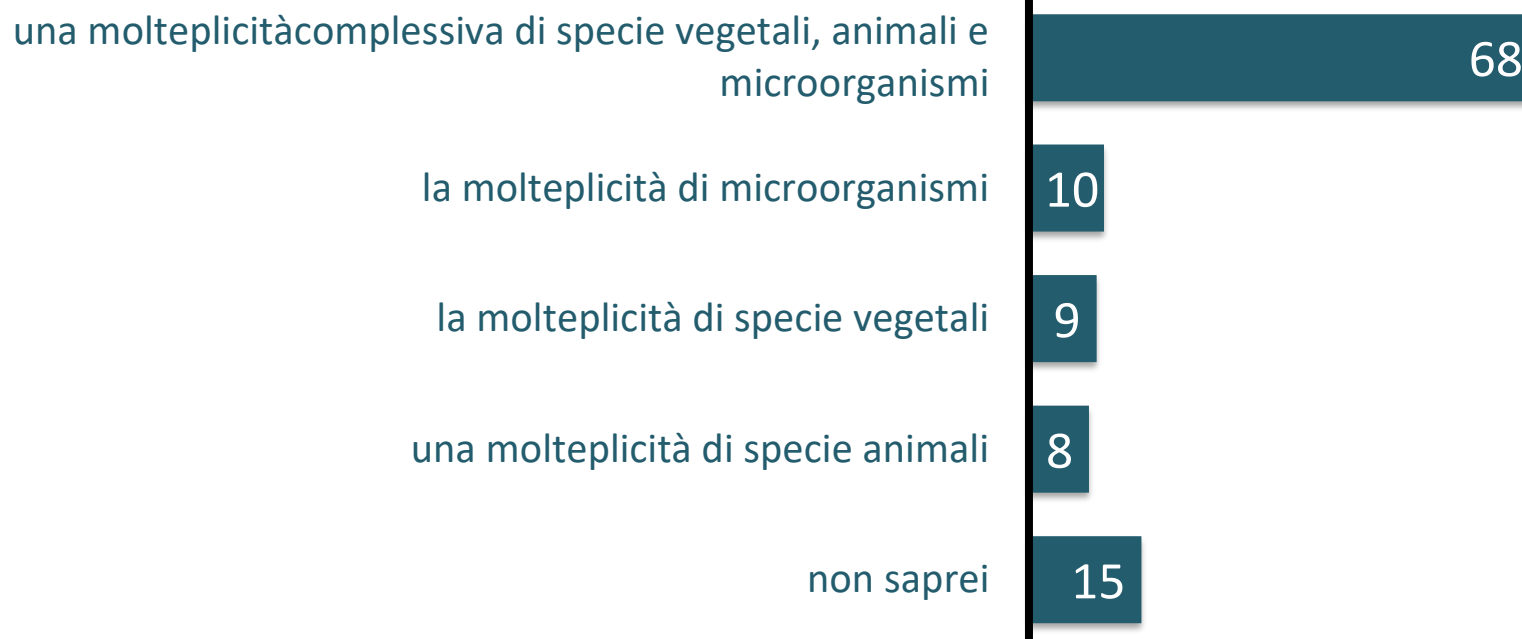 una molteplicitàcomplessiva di specie vegetali, animali e
microorganismi
68
la molteplicità di microorganismi
10
la molteplicità di specie vegetali
9
una molteplicità di specie animali
8
non saprei
15